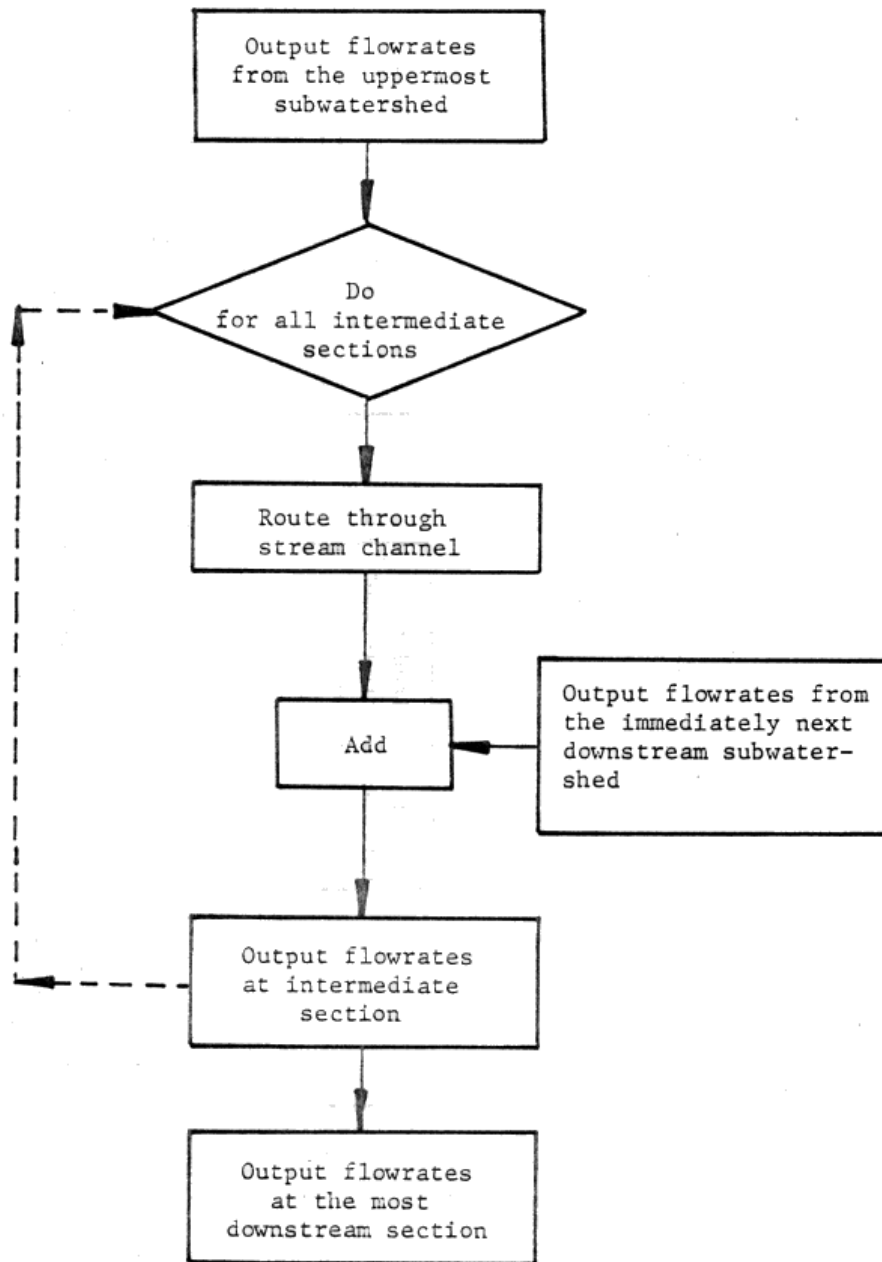 Output flowrates
from the uppermost
subwatershed
Do
for all intermediate
sections
Route through
stream channel
Add
Output flowrates from
the immediately next
downstream subwater-
shed
Output flowrates
at intermediate
section
Output flowrates
at the most
downstream section